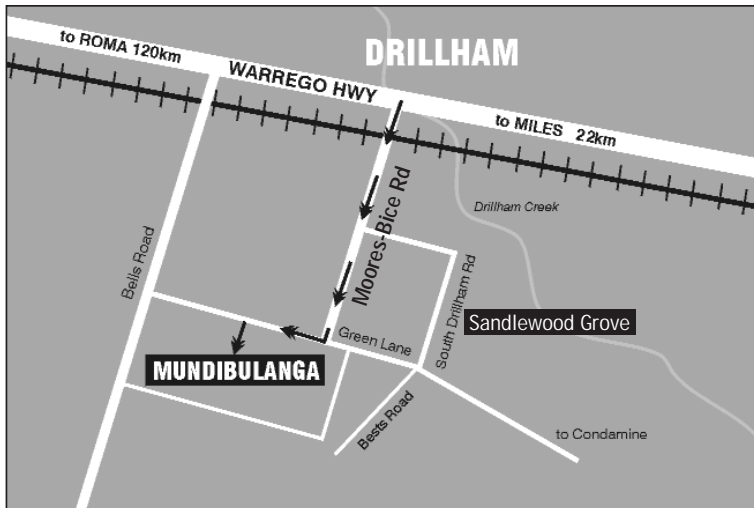 DRILLHAM
to ROMA 120km
WARREGO HWY
to MILES 22km
Drillham Creek
Moores-Bice Rd
Bells Road
South Drillham Rd
Sandlewood Grove
Green Lane
MUNDIBULANGA
Bests Road
to Condamine